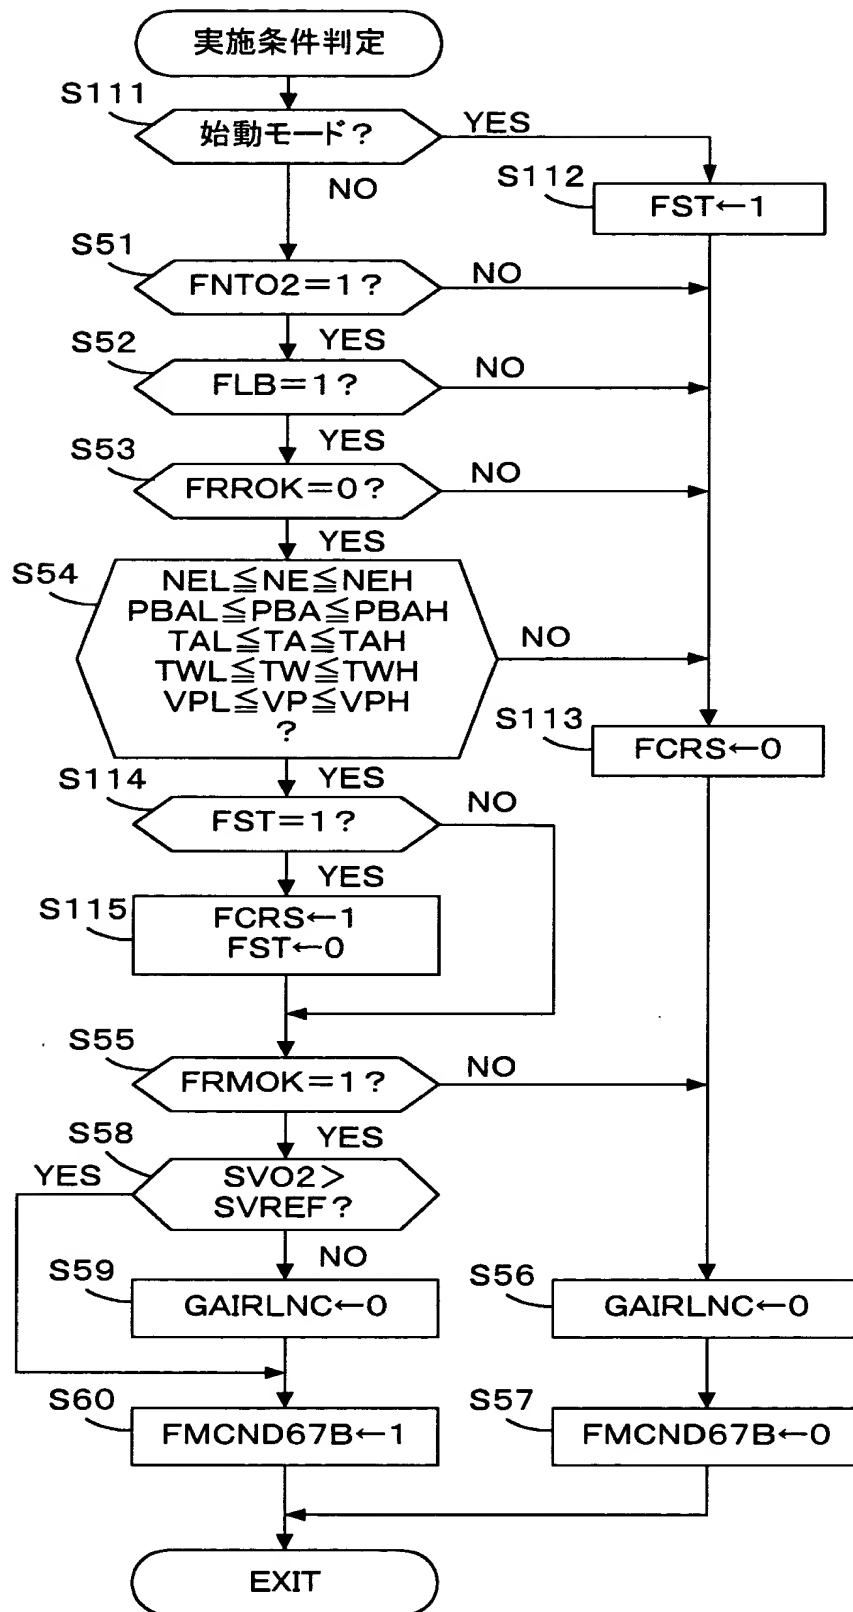 実施条件判定
S111
始動モード?
YES
NO
S112
FST←1
S51
FNTO2=1?
NO
YES
S52
FLB=1?
NO
YES
S53
FRROK=0?
NO
YES
S54
NEL≦NE≦NEH
PBAL≦PBA≦PBAH
TAL≦TA≦TAH
TWL≦TW≦TWH
VPL≦VP≦VPH
?
NO
YES
S113
FCRS←0
S114
FST=1?
NO
YES
S115
FCRS←1
FST←0
S55
FRMOK=1?
NO
YES
S58
SVO2>
SVREF?
YES
NO
S59
GAIRLNC←0
S56
GAIRLNC←0
S60
FMCND67B←1
S57
FMCND67B←0
EXIT